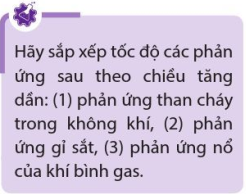 Hãy sắp xếp tốc độ các phản
ứng sau theo chiều tăng
dần: (1) phản ứng than cháy
trong không khí, (2) phản
ứng gỉ sắt, (3) phản ứng nổ
của khí bình gas.